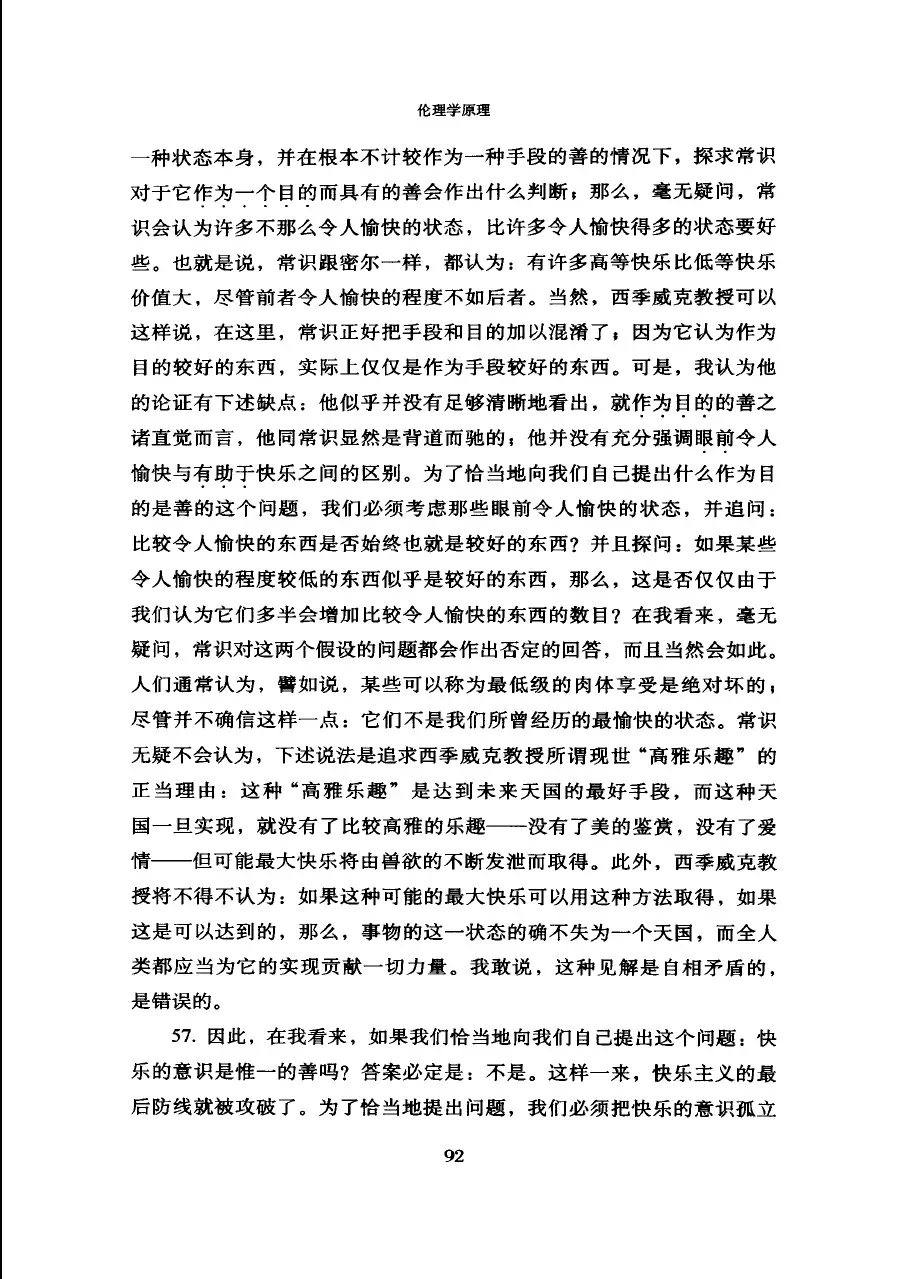 伦理学原理
一种状态本身，并在根本不计较作为一种手段的善的情况下，探求常识
对于它作为一个目的而具有的善会作出什么判断；那么，毫无疑问，常
识会认为许多不那么令人愉快的状态，比许多令人愉快得多的状态要好
些。也就是说，常识跟密尔一样，都认为：有许多高等快乐比低等快乐
价值大，尽管前者令人愉快的程度不如后者。当然，西季威克教授可以
这样说，在这里，常识正好把手段和目的加以混淆了；因为它认为作为
目的较好的东西，实际上仅仅是作为手段较好的东西。可是，我认为他
的论证有下述缺点：他似乎并没有足够清晰地看出，就作为目的的善之
诸直觉而言，他同常识显然是背道而驰的；他并没有充分强调眼前令人
愉快与有助于快乐之间的区别。为了恰当地向我们自己提出什么作为目
的是善的这个问题，我们必须考虑那些眼前令人愉快的状态，并追问：
比较令人愉快的东西是否始终也就是较好的东西？并且探问：如果某些
令人愉快的程度较低的东西似乎是较好的东西，那么，这是否仅仅由于
我们认为它们多半会增加比较令人愉快的东西的数目？在我看来，毫无
疑问，常识对这两个假设的问题都会作出否定的回答，而且当然会如此。
人们通常认为，譬如说，某些可以称为最低级的肉体享受是绝对坏的；
尽管并不确信这样一点：它们不是我们所曾经历的最愉快的状态。常识
无疑不会认为，下述说法是追求西季威克教授所谓现世“高雅乐趣”的
正当理由：这种“高雅乐趣”是达到未来天国的最好手段，而这种天
国一旦实现，就没有了比较高雅的乐趣——没有了美的鉴赏，没有了爱
情——但可能最大快乐将由兽欲的不断发泄而取得。此外，西季威克教
授将不得不认为：如果这种可能的最大快乐可以用这种方法取得，如果
这是可以达到的，那么，事物的这一状态的确不失为一个天国，而全人
类都应当为它的实现贡献一切力量。我敢说，这种见解是自相矛盾的，
是错误的。
57. 因此，在我看来，如果我们恰当地向我们自己提出这个问题：快
乐的意识是惟一的善吗？答案必定是：不是。这样一来，快乐主义的最
后防线就被攻破了。为了恰当地提出问题，我们必须把快乐的意识孤立
92